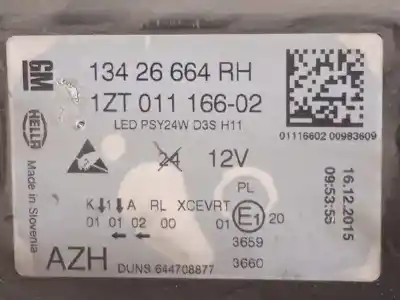 GM
HELLA
Made in Slovenia
134 26 664 RH
1ZT 011 166-02
LED PSY24W D3S H11
01116602 00983609
24 12V
PL
K 1 A RL XCEVRT E1 20
01 01 02 00 01
3659
AZH DUNS 644708877 3660
16.12.2015
09:53:56